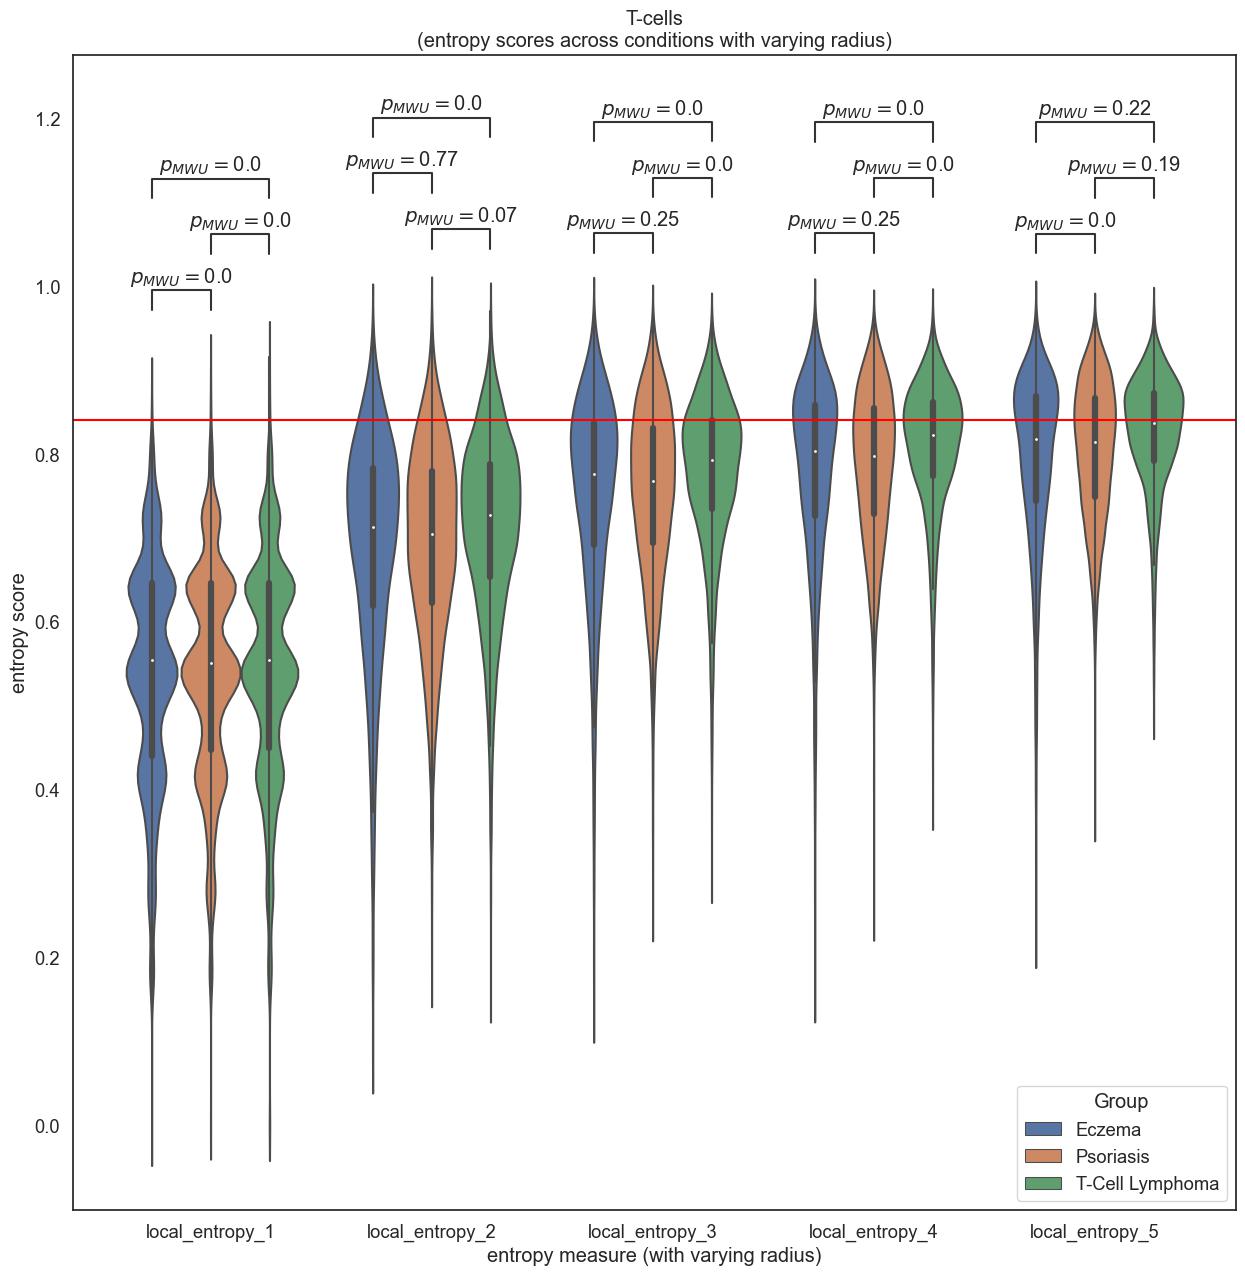 T-cells
(entropy scores across conditions with varying radius)
1.2
1.0
0.8
0.6
0.4
0.2
0.0
entropy score
p_MWU = 0.0
p_MWU = 0.0
p_MWU = 0.0
p_MWU = 0.0
p_MWU = 0.77
p_MWU = 0.07
p_MWU = 0.0
p_MWU = 0.0
p_MWU = 0.25
p_MWU = 0.0
p_MWU = 0.0
p_MWU = 0.25
p_MWU = 0.22
p_MWU = 0.19
p_MWU = 0.0
Group
Eczema
Psoriasis
T-Cell Lymphoma
local_entropy_1
local_entropy_2
local_entropy_3
local_entropy_4
local_entropy_5
entropy measure (with varying radius)